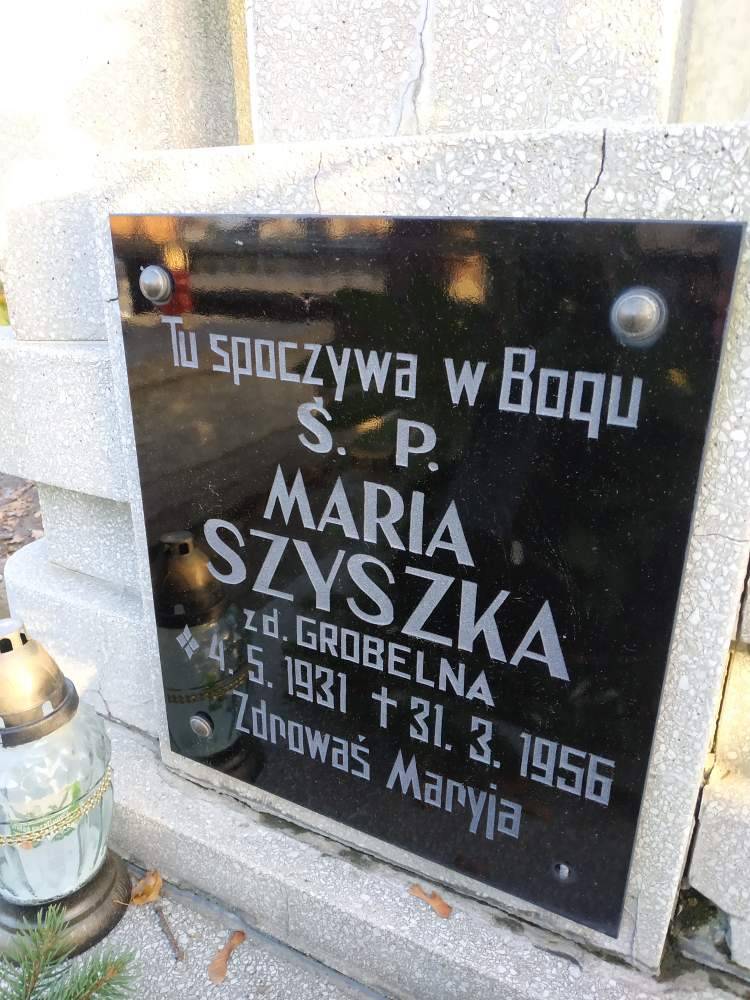 Tu spoczywa w Bogu
Ś. P.
MARIA
SZYSZKA
zd. GROBELNA
4. 5. 1931 † 31. 3. 1956
Zdrowaś Maryja